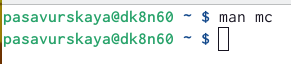 pasavurskaya@dk8n60 ~ $ man mc
pasavurskaya@dk8n60 ~ $